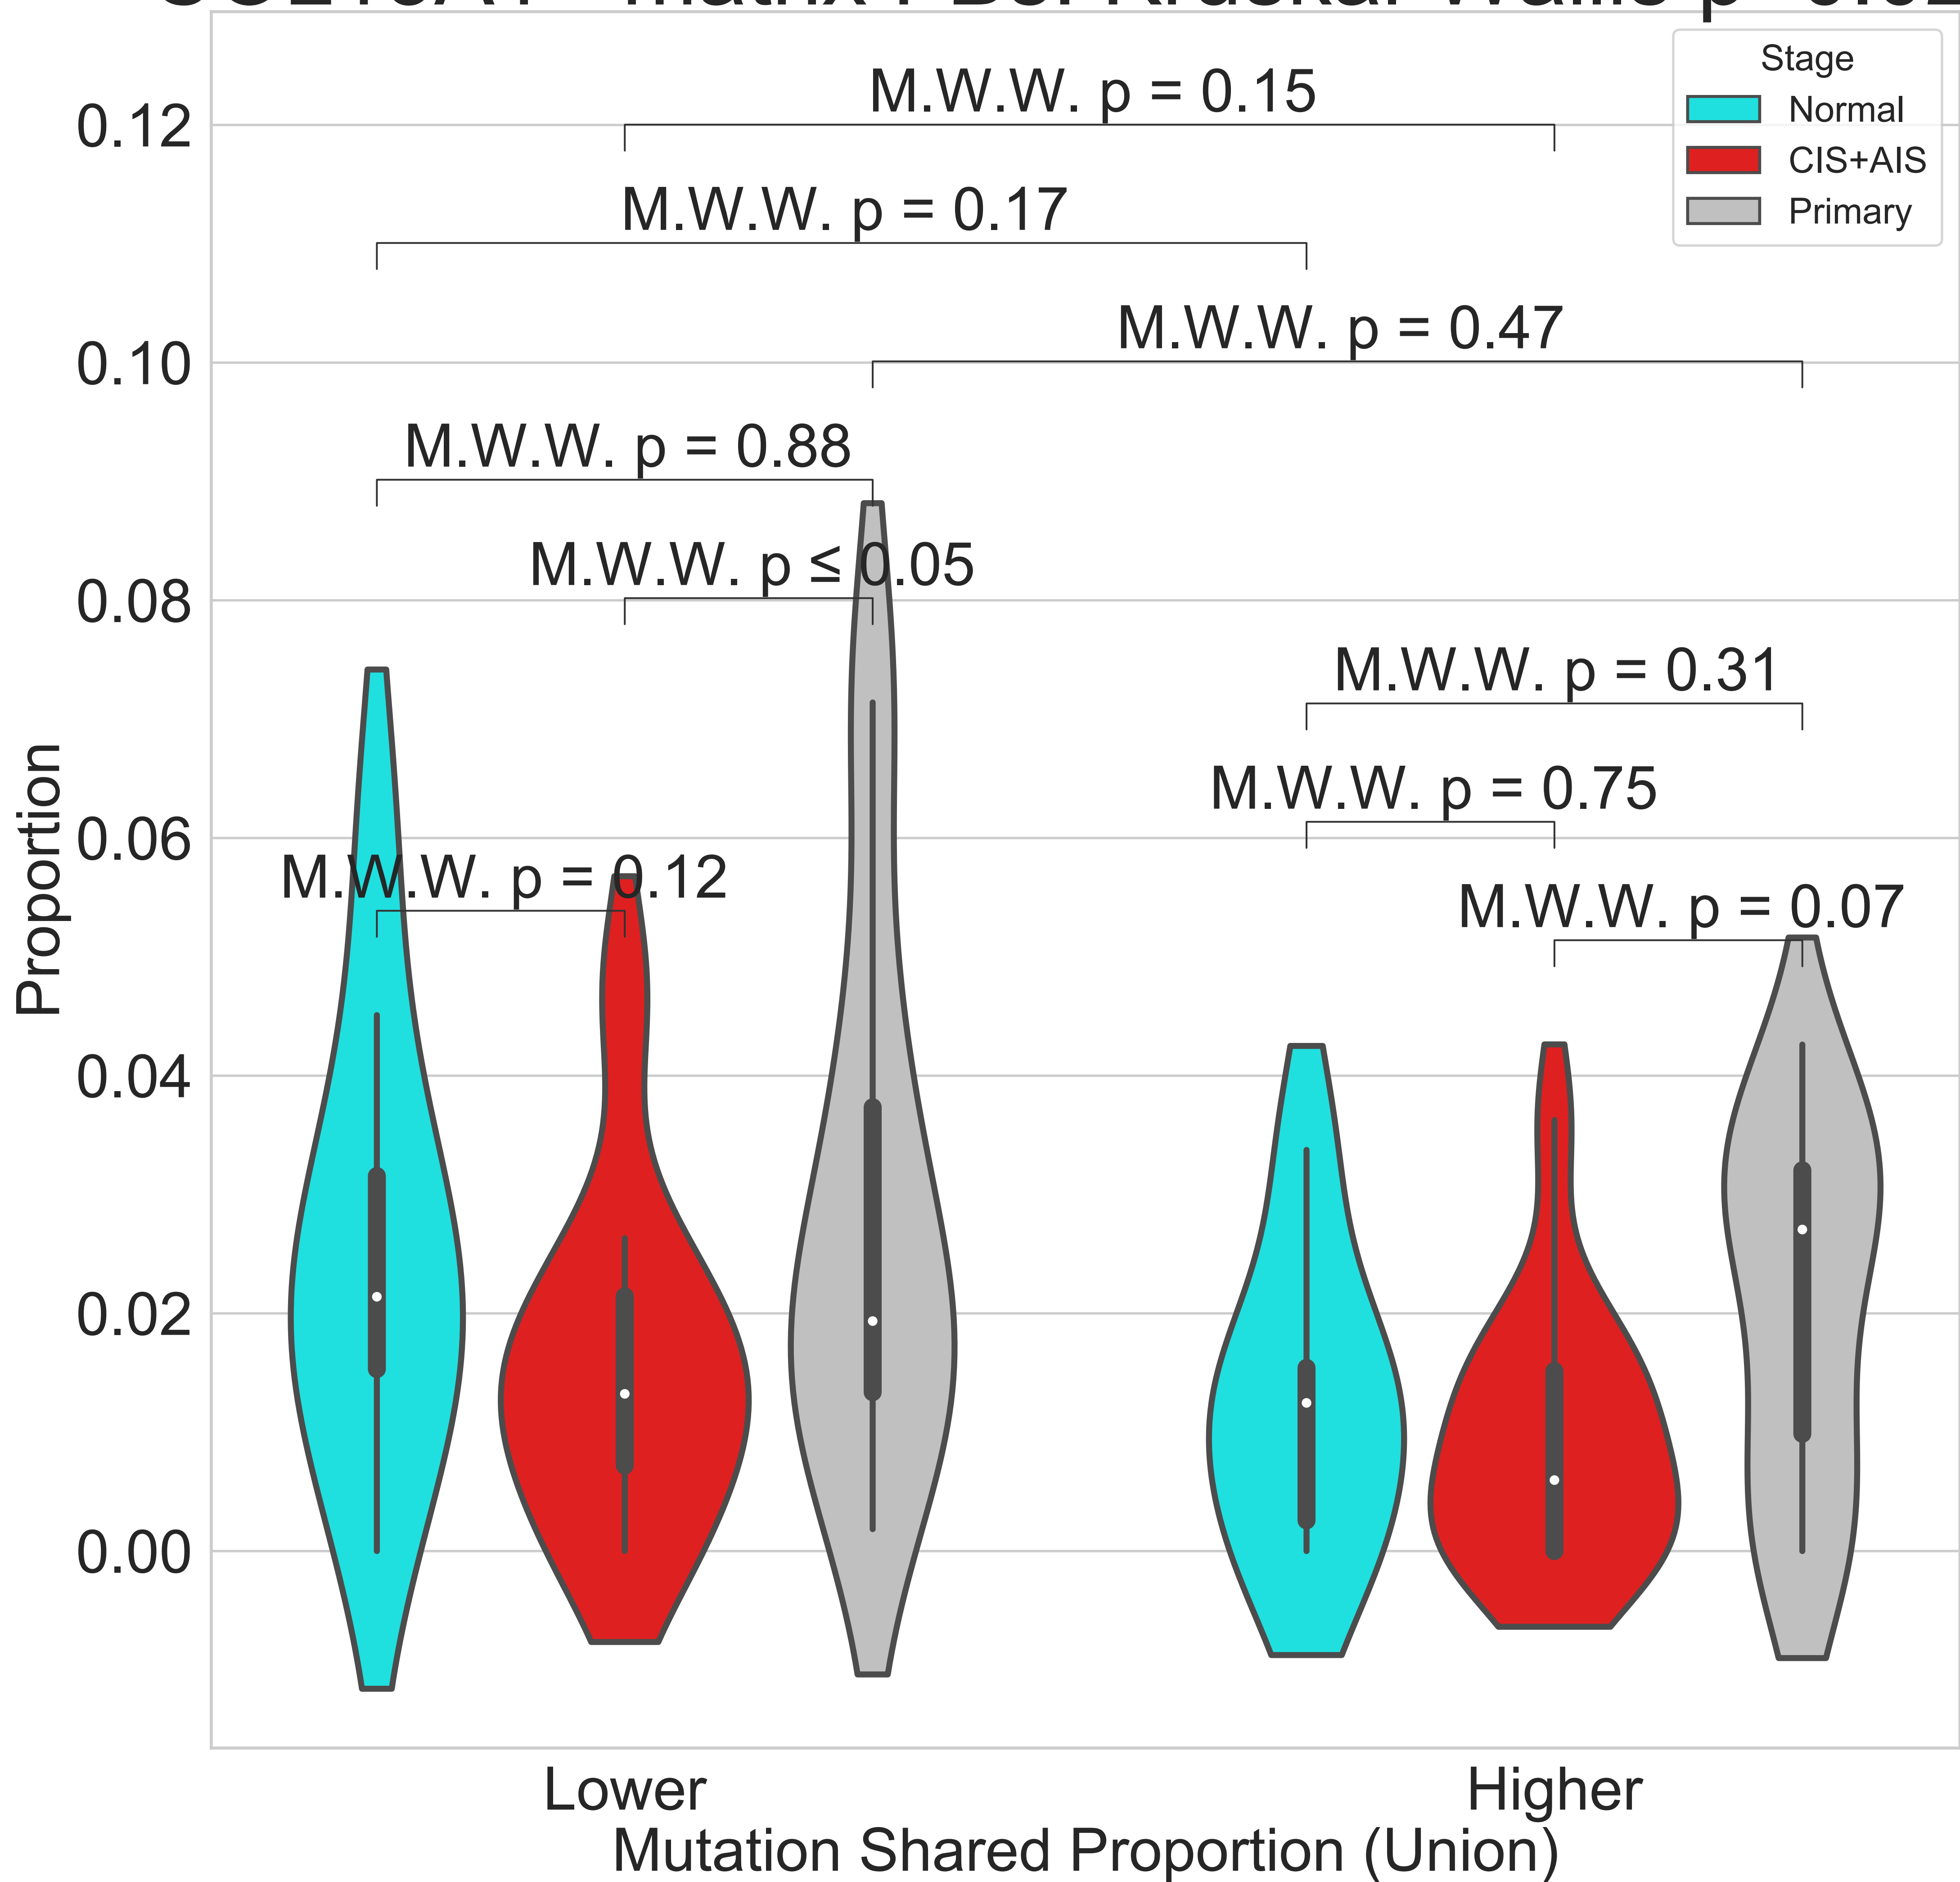 M.W.W. p = 0.15
Stage
Normal
CIS+AIS
Primary
0.12
M.W.W. p = 0.17
M.W.W. p = 0.47
0.10
M.W.W. p = 0.88
M.W.W. p ≤ 0.05
0.08
M.W.W. p = 0.31
M.W.W. p = 0.75
0.06
M.W.W. p = 0.12
M.W.W. p = 0.07
Proportion
0.04
0.02
0.00
Lower
Higher
Mutation Shared Proportion (Union)